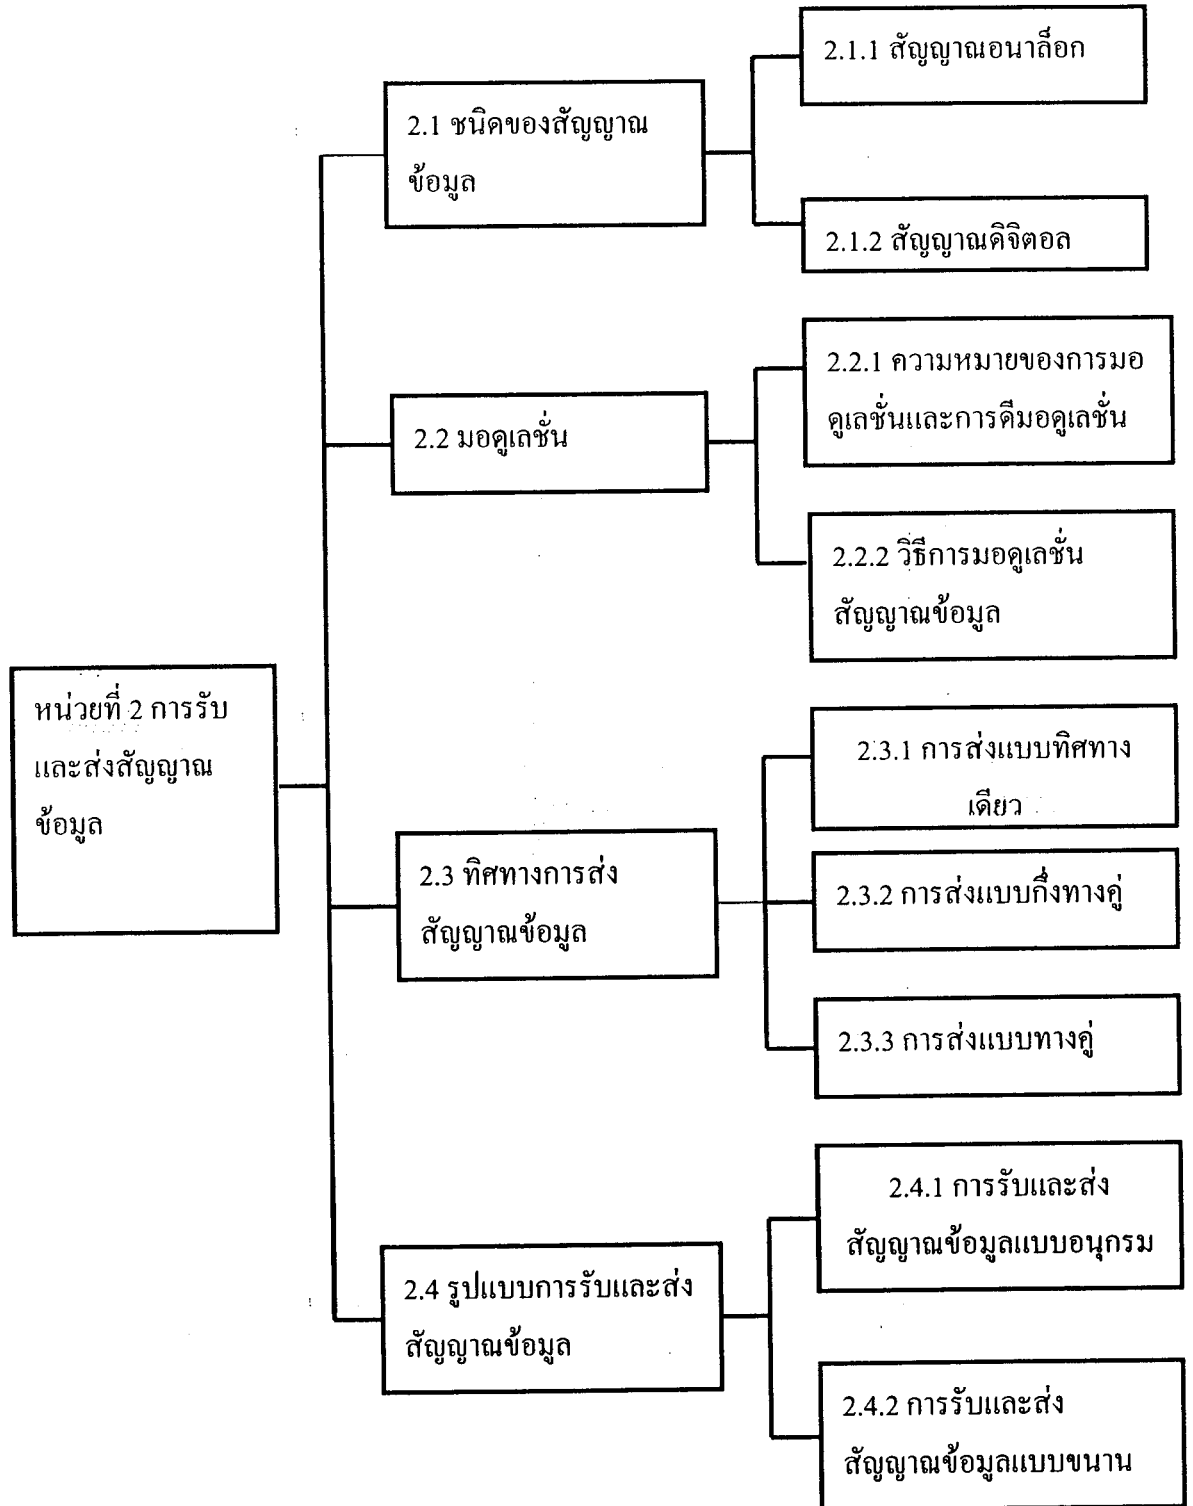 2.1.1 สัญญาณอนาล็อก
2.1 ชนิดของสัญญาณ
ข้อมูล
2.1.2 สัญญาณดิจิตอล
2.2.1 ความหมายของการมอ
ดูเลชั่นและการดีมอดูเลชั่น
2.2 มอดูเลชั่น
2.2.2 วิธีการมอดูเลชั่น
สัญญาณข้อมูล
หน่วยที่ 2 การรับ
และส่งสัญญาณ
ข้อมูล
2.3.1 การส่งแบบทิศทาง
เดียว
2.3 ทิศทางการส่ง
สัญญาณข้อมูล
2.3.2 การส่งแบบกึ่งทางคู่
2.3.3 การส่งแบบทางคู่
2.4.1 การรับและส่ง
สัญญาณข้อมูลแบบอนุกรม
2.4 รูปแบบการรับและส่ง
สัญญาณข้อมูล
2.4.2 การรับและส่ง
สัญญาณข้อมูลแบบขนาน